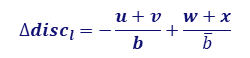 Δdisc_l = − (u + v)/b + (w + x)/b̄